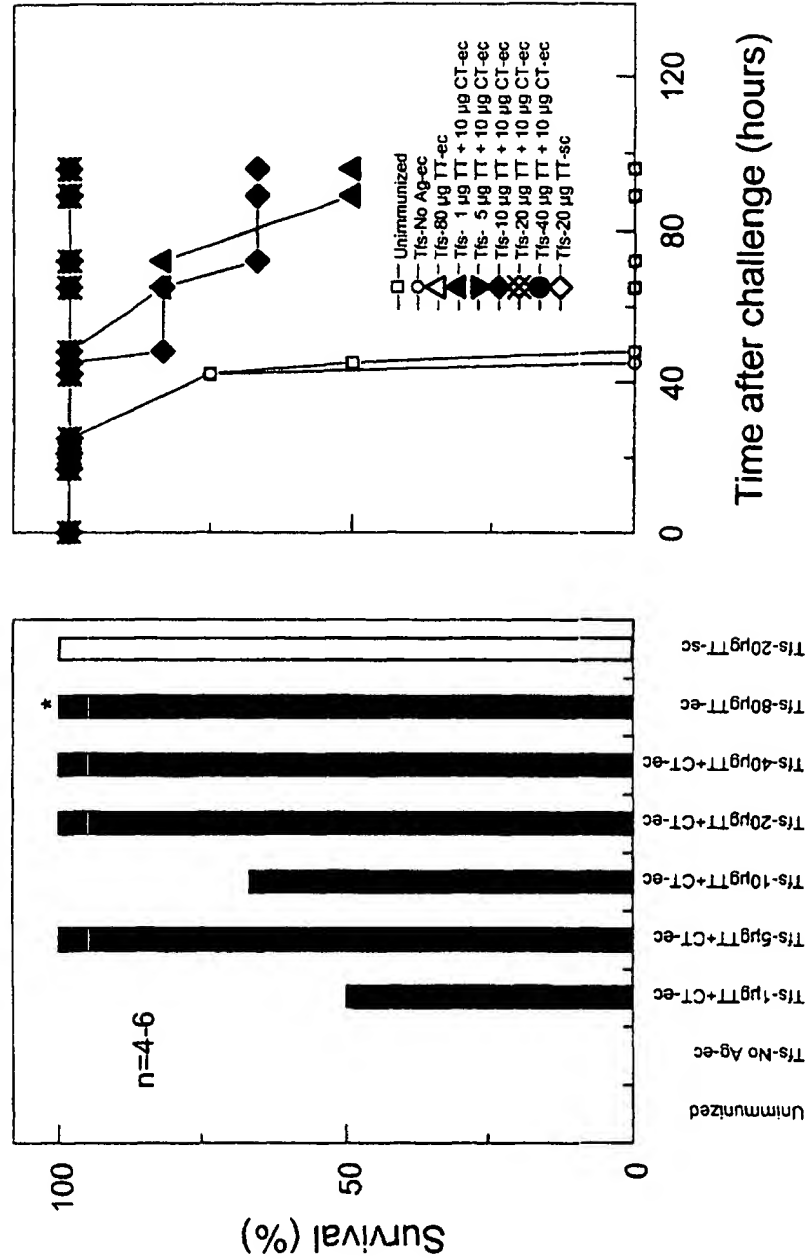 Survival (%)
100
50
0
n=4-6
*
Unimmunized
Tfs-No Ag-ec
Tfs-1µgTT+CT-ec
Tfs-5µgTT+CT-ec
Tfs-10µgTT+CT-ec
Tfs-20µgTT+CT-ec
Tfs-40µgTT+CT-ec
Tfs-80µgTT-ec
Tfs-20µgTT-sc
Unimmunized
Tfs-No Ag-ec
Tfs-80 µg TT-ec
Tfs- 1 µg TT + 10 µg CT-ec
Tfs- 5 µg TT + 10 µg CT-ec
Tfs-10 µg TT + 10 µg CT-ec
Tfs-20 µg TT + 10 µg CT-ec
Tfs-40 µg TT + 10 µg CT-ec
Tfs-20 µg TT-sc
0
40
80
120
Time after challenge (hours)